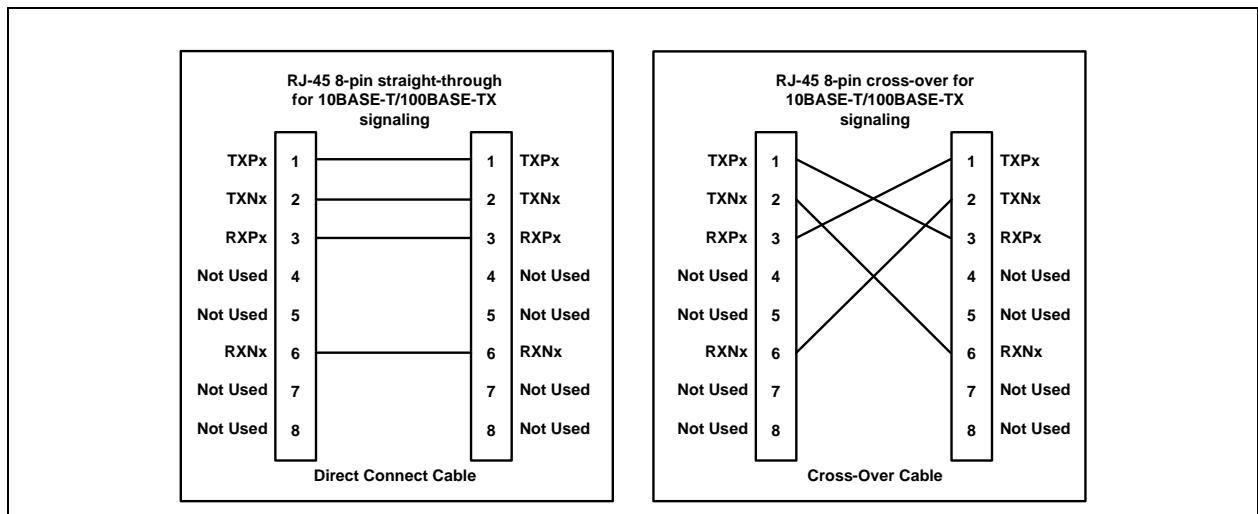 RJ-45 8-pin straight-through
for 10BASE-T/100BASE-TX
signaling
TXPx 1 1 TXPx
TXNx 2 2 TXNx
RXPx 3 3 RXPx
Not Used 4 4 Not Used
Not Used 5 5 Not Used
RXNx 6 6 RXNx
Not Used 7 7 Not Used
Not Used 8 8 Not Used
Direct Connect Cable
RJ-45 8-pin cross-over for
10BASE-T/100BASE-TX
signaling
TXPx 1 1 TXPx
TXNx 2 2 TXNx
RXPx 3 3 RXPx
Not Used 4 4 Not Used
Not Used 5 5 Not Used
RXNx 6 6 RXNx
Not Used 7 7 Not Used
Not Used 8 8 Not Used
Cross-Over Cable